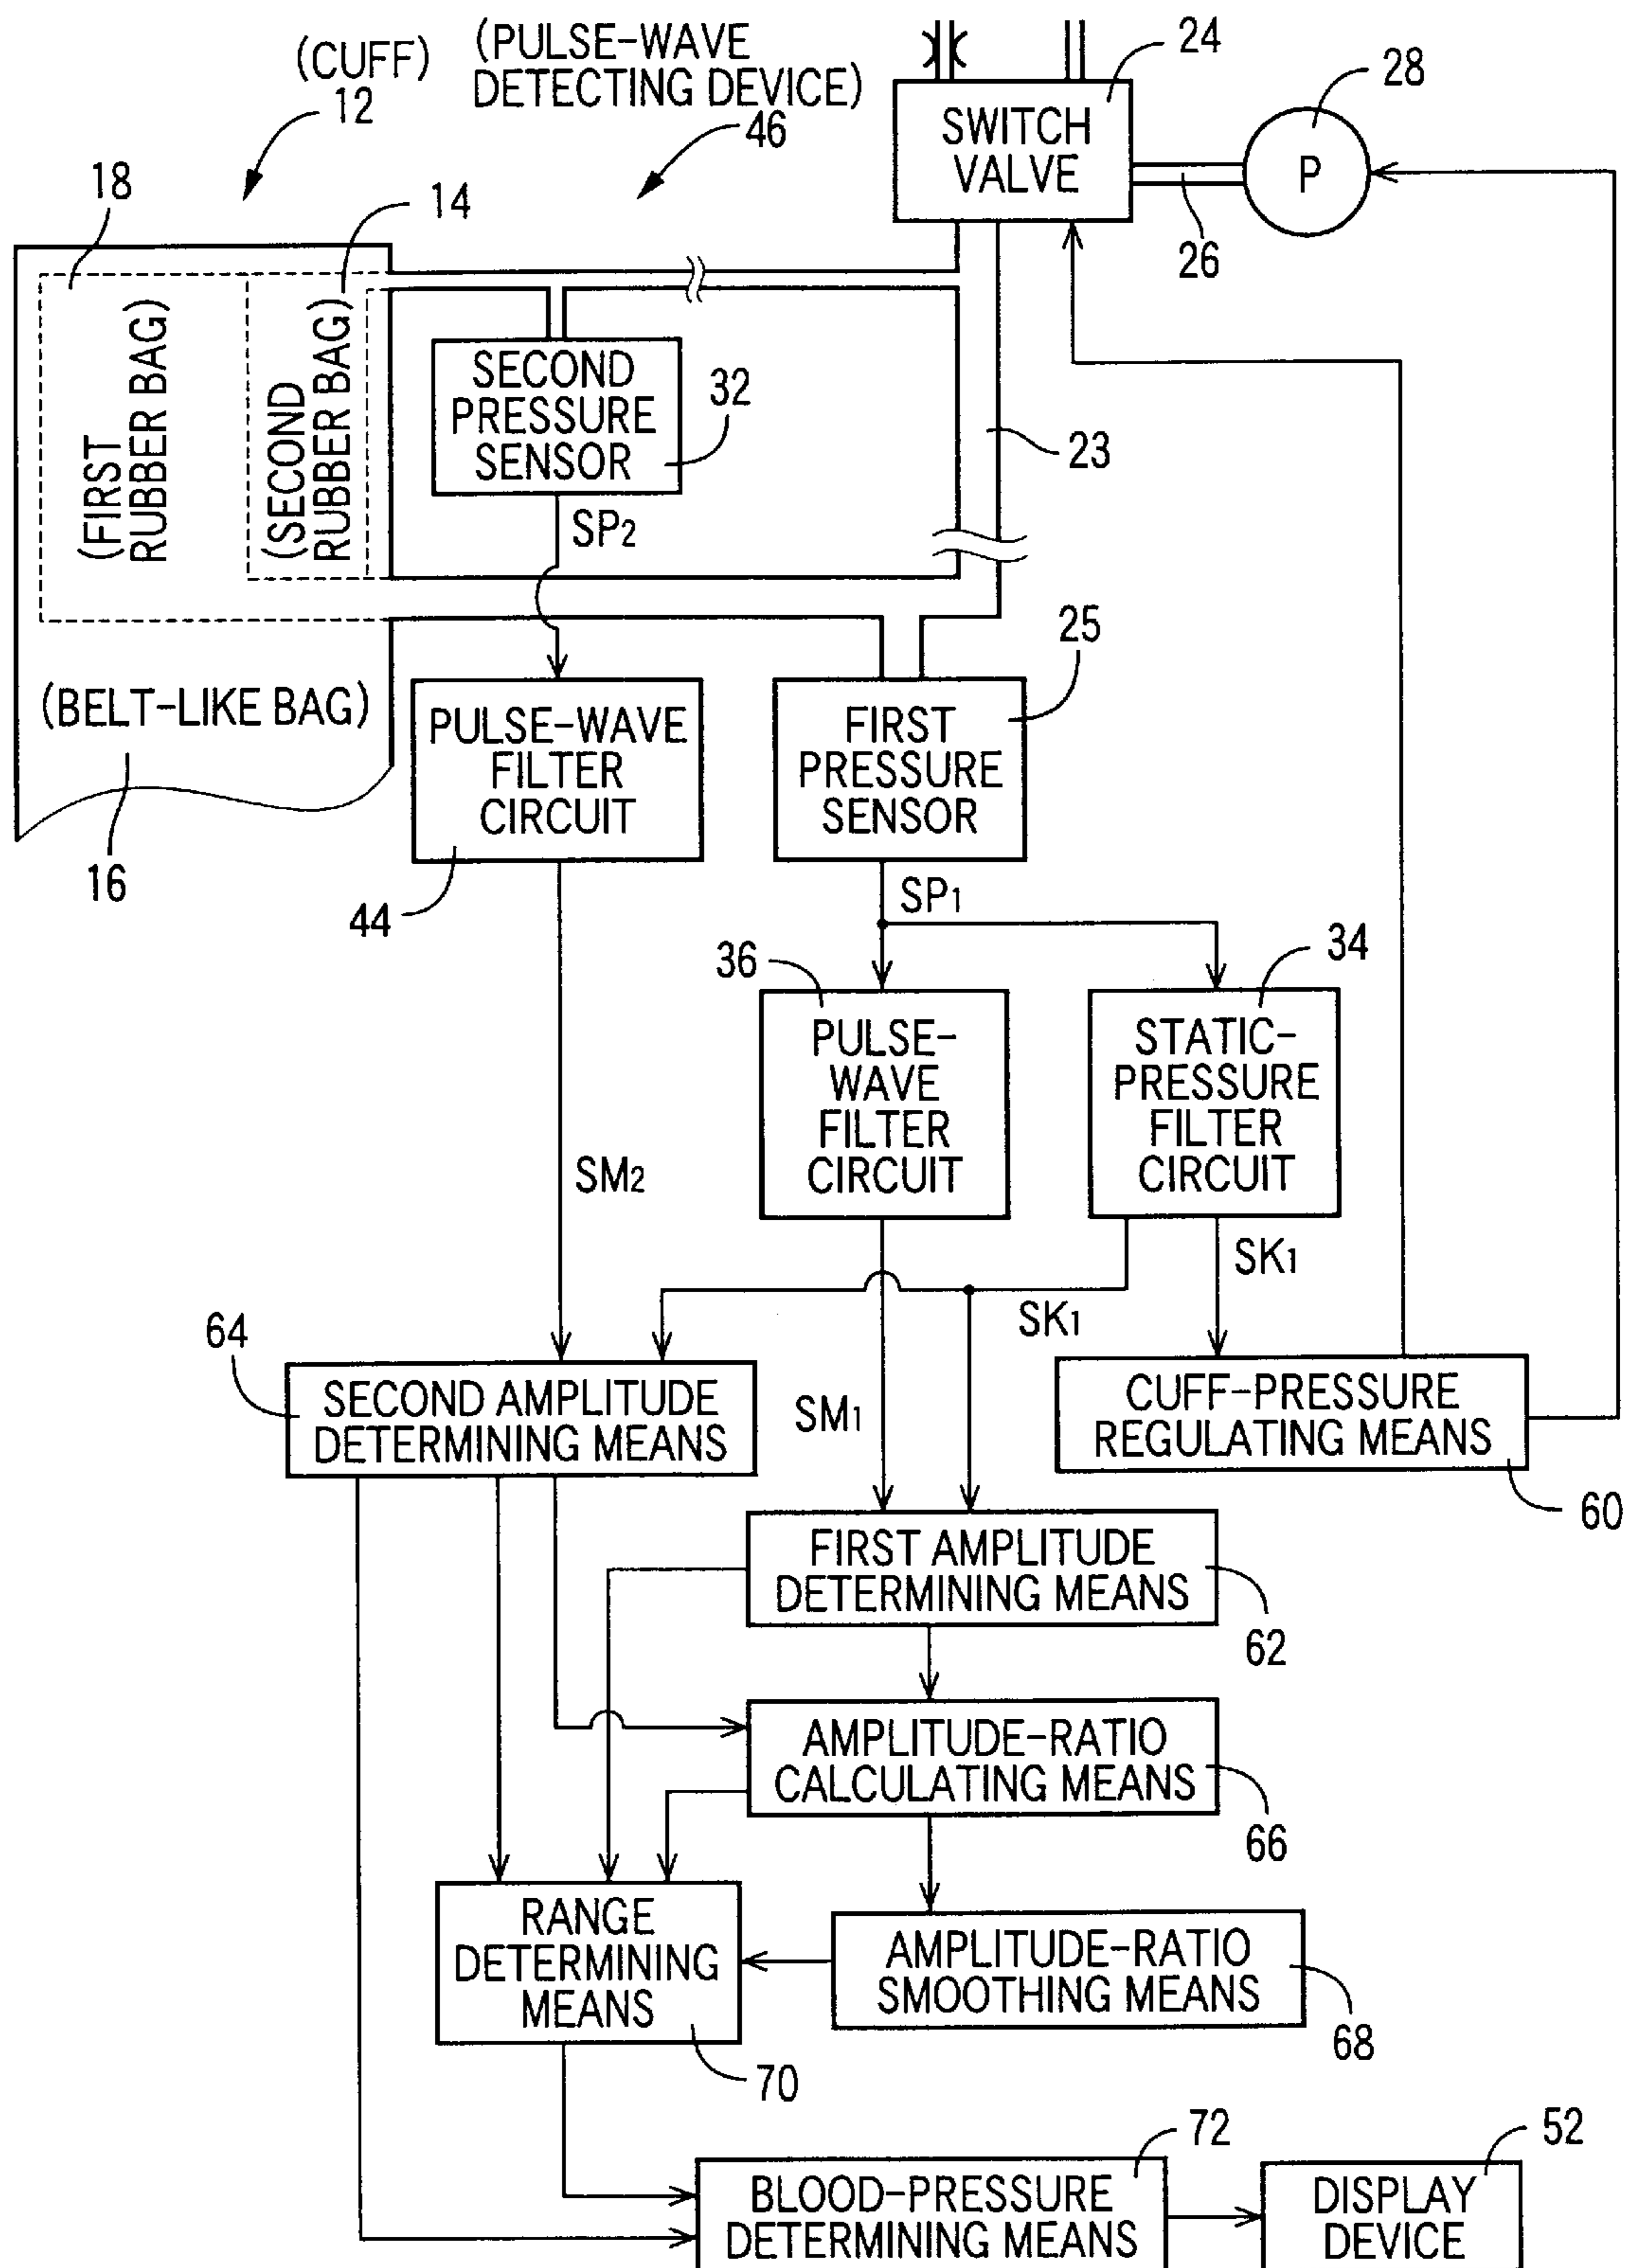 (CUFF)
12
(PULSE-WAVE
DETECTING DEVICE)
46
24
SWITCH
VALVE
28
P
26
18
14
(FIRST
RUBBER BAG)
(SECOND
RUBBER BAG)
SECOND
PRESSURE
SENSOR
32
23
SP2
25
(BELT-LIKE BAG)
16
PULSE-WAVE
FILTER
CIRCUIT
44
FIRST
PRESSURE
SENSOR
SP1
36
34
PULSE-
WAVE
FILTER
CIRCUIT
STATIC-
PRESSURE
FILTER
CIRCUIT
SM2
SK1
SK1
64
SECOND AMPLITUDE
DETERMINING MEANS
SM1
CUFF-PRESSURE
REGULATING MEANS
60
FIRST AMPLITUDE
DETERMINING MEANS
62
AMPLITUDE-RATIO
CALCULATING MEANS
66
RANGE
DETERMINING
MEANS
70
AMPLITUDE-RATIO
SMOOTHING MEANS
68
72
BLOOD-PRESSURE
DETERMINING MEANS
52
DISPLAY
DEVICE